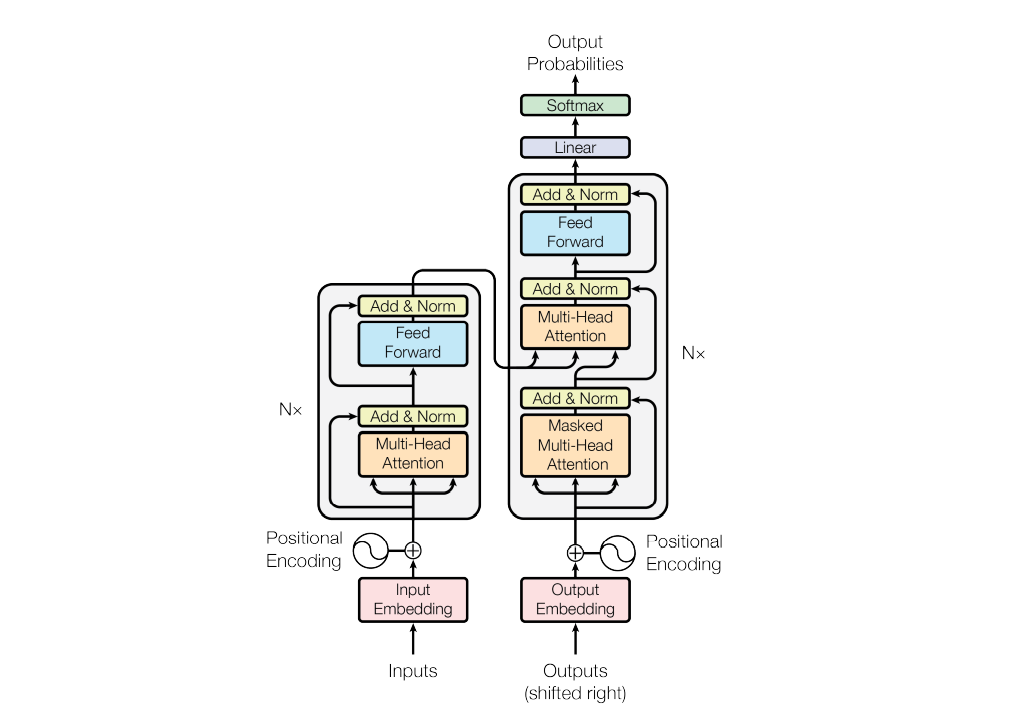 Output
Probabilities
Softmax
Linear
Add & Norm
Feed
Forward
Add & Norm
Multi-Head
Attention
Add & Norm
Masked
Multi-Head
Attention
N×
Add & Norm
Feed
Forward
Add & Norm
Multi-Head
Attention
N×
Positional
Encoding
Positional
Encoding
Input
Embedding
Output
Embedding
Inputs
Outputs
(shifted right)